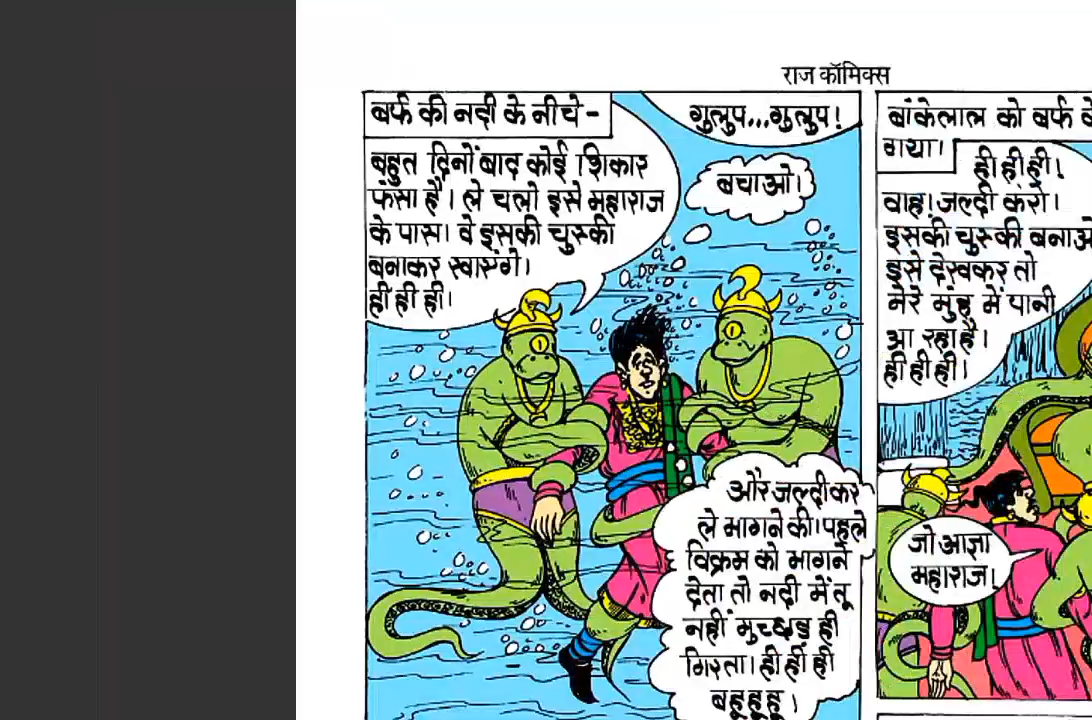 राज कॉमिक्स
बर्फ की नदी के नीचे -
बहुत दिनों बाद कोई शिकार
फंसा है। ले चलो इसे महाराज
के पास। वे इसकी चुस्की
बनाकर खाएंगे।
ही ही ही।
गुलुप...गुलुप!
बचाओ।
और जल्दी कर
ले भागने की। पहले
विक्रम को भागने
देता तो नदी में तू
नहीं मुच्छड़ ही
गिरता। ही ही ही
बहूहूहू।
बांकेलाल को बर्फ
गया।
ही ही ही!
वाह! जल्दी करो।
इसकी चुस्की
इसे देखकर तो
मेरे मुंह में पानी
आ रहा है।
ही ही ही।
जो आज्ञा
महाराज!